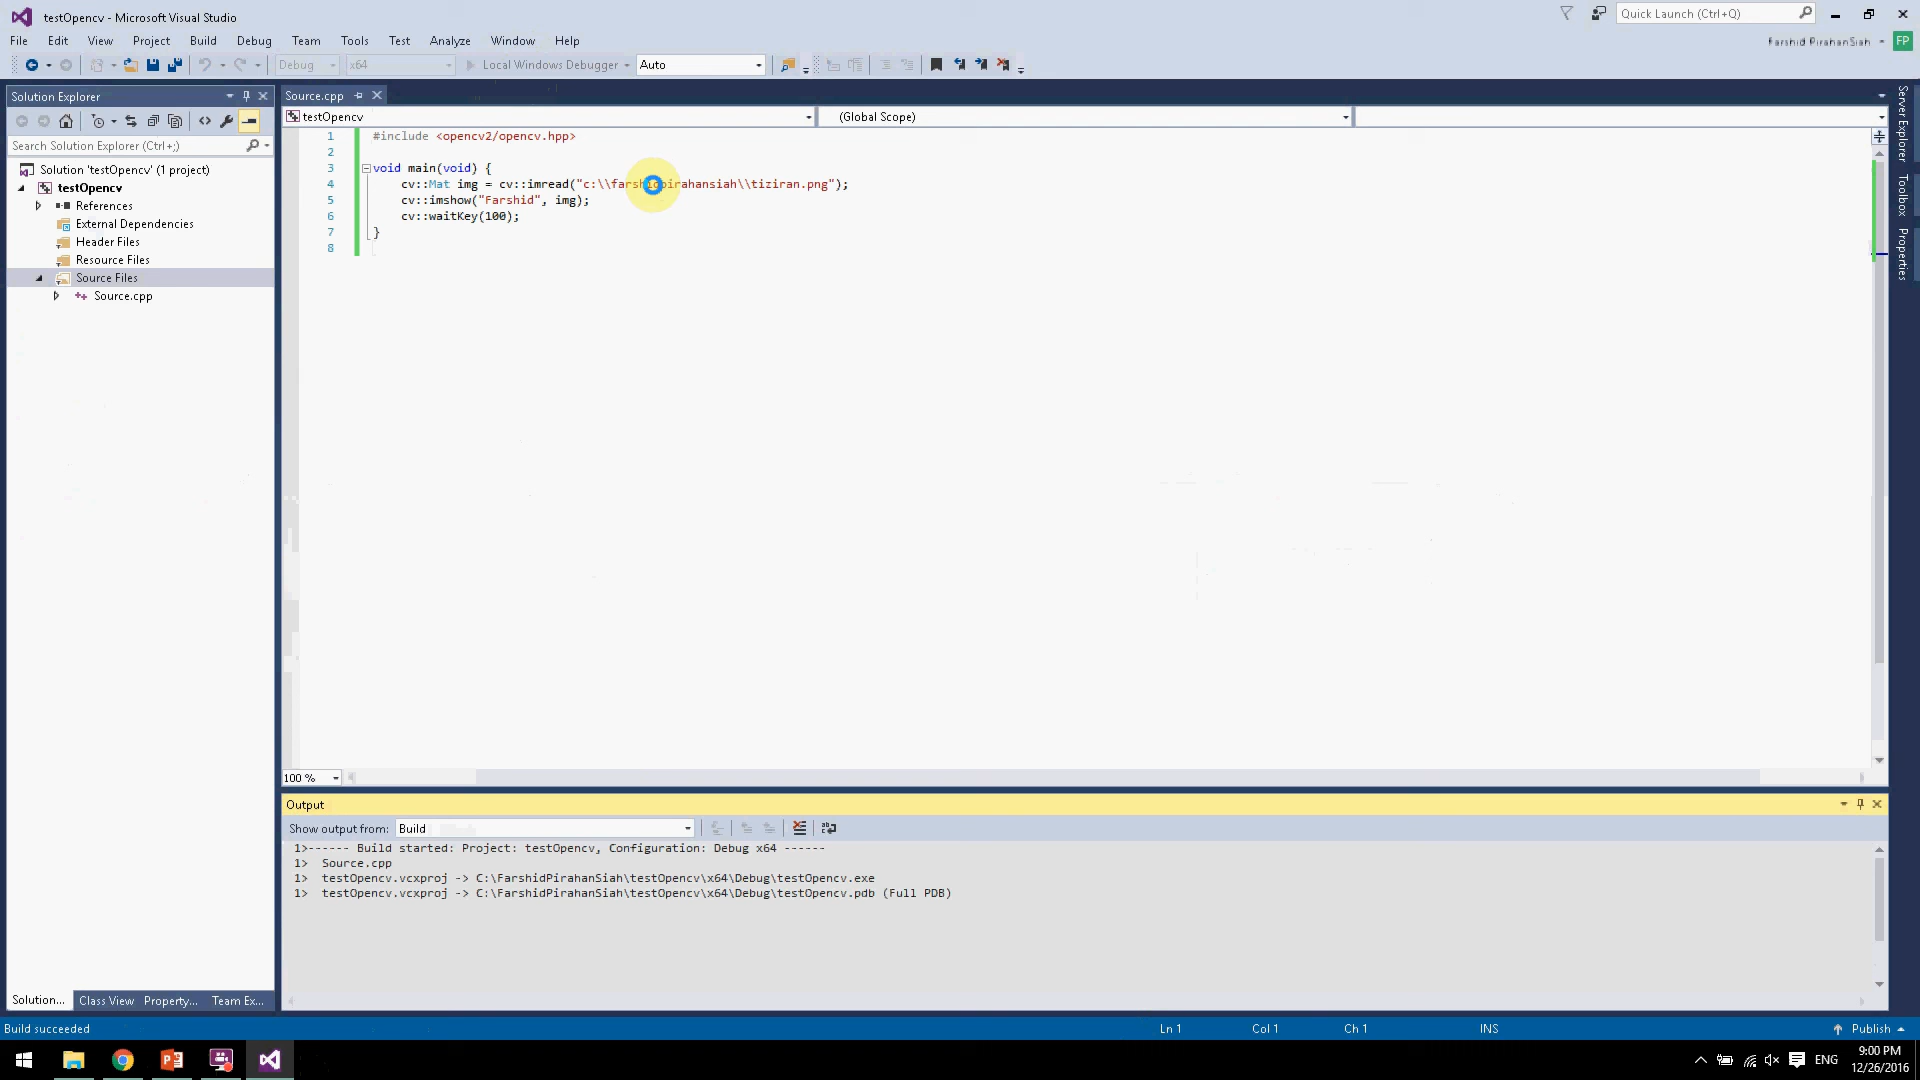 testOpencv - Microsoft Visual Studio
Quick Launch (Ctrl+Q)
File Edit View Project Build Debug Team Tools Test Analyze Window Help
Farshid PirahanSiah FP
Debug x64 Local Windows Debugger Auto
Solution Explorer
Search Solution Explorer (Ctrl+;)
Solution 'testOpencv' (1 project)
testOpencv
References
External Dependencies
Header Files
Resource Files
Source Files
Source.cpp
Solution... Class View Property... Team Ex...
Source.cpp
testOpencv (Global Scope)
1 #include <opencv2/opencv.hpp>
2
3 void main(void) {
4 cv::Mat img = cv::imread("c:\\farshidpirahansiah\\tiziran.png");
5 cv::imshow("Farshid", img);
6 cv::waitKey(100);
7 }
8
100 %
Output
Show output from: Build
1>------ Build started: Project: testOpencv, Configuration: Debug x64 ------
1> Source.cpp
1> testOpencv.vcxproj -> C:\FarshidPirahanSiah\testOpencv\x64\Debug\testOpencv.exe
1> testOpencv.vcxproj -> C:\FarshidPirahanSiah\testOpencv\x64\Debug\testOpencv.pdb (Full PDB)
Server Explorer
Toolbox
Properties
Build succeeded Ln 1 Col 1 Ch 1 INS Publish
ENG
9:00 PM
12/26/2016